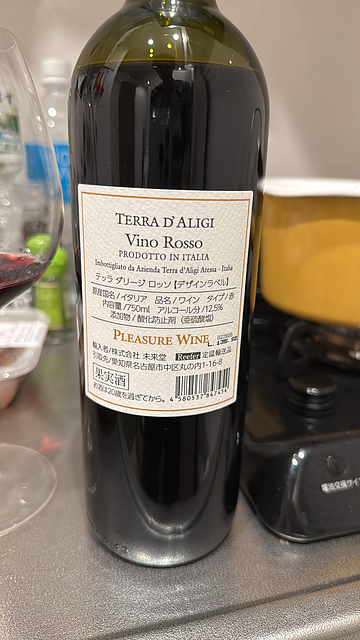 TERRA D'ALIGI
Vino Rosso
PRODOTTO IN ITALIA
Imbottigliato da Azienda Terra d'Aligi Atessa - Italia
テッラ ダリージ ロッソ【デザインラベル】
原産国名/イタリア 品名/ワイン タイプ/赤
内容量/750ml アルコール分/12.5%
添加物/酸化防止剤（亜硫酸塩）
PLEASURE WINE
輸入者/株式会社 未来堂 Reefer 定温輸送品
引取先/愛知県名古屋市中区丸の内1-16-8
果実酒
お酒は20歳を過ぎてから。
4 580537 847454